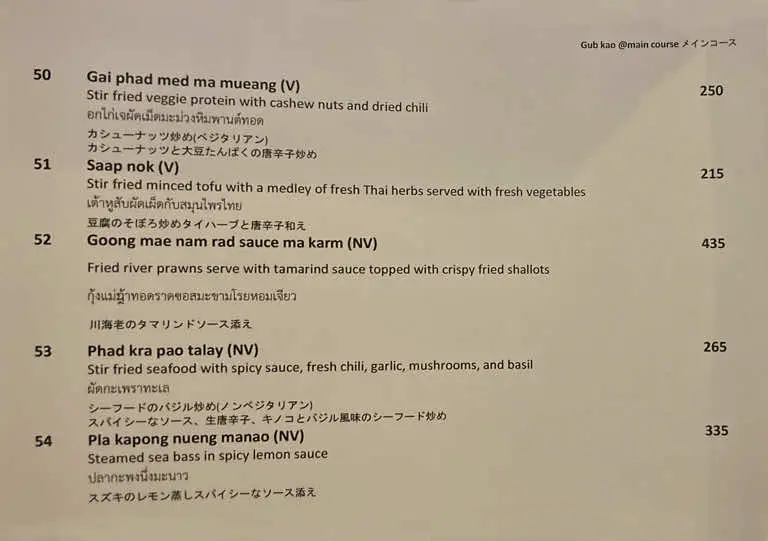 Gub kao @main course メインコース
50 Gai phad med ma mueang (V) 250
Stir fried veggie protein with cashew nuts and dried chili
อกไก่เจผัดเม็ดมะม่วงหิมพานต์ทอด
カシューナッツ炒め(ベジタリアン)
カシューナッツと大豆たんぱくの唐辛子炒め
51 Saap nok (V) 215
Stir fried minced tofu with a medley of fresh Thai herbs served with fresh vegetables
เต้าหูสับผัดเผ็ดกับสมุนไพรไทย
豆腐のそぼろ炒めタイハーブと唐辛子和え
52 Goong mae nam rad sauce ma karm (NV) 435
Fried river prawns serve with tamarind sauce topped with crispy fried shallots
กุ้งแม่น้ำทอดราดซอสมะขามโรยหอมเจียว
川海老のタマリンドソース添え
53 Phad kra pao talay (NV) 265
Stir fried seafood with spicy sauce, fresh chili, garlic, mushrooms, and basil
ผัดกะเพราทะเล
シーフードのバジル炒め(ノンベジタリアン)
スパイシーなソース、生唐辛子、キノコとバジル風味のシーフード炒め
54 Pla kapong nueng manao (NV) 335
Steamed sea bass in spicy lemon sauce
ปลากะพงนึ่งมะนาว
スズキのレモン蒸しスパイシーなソース添え